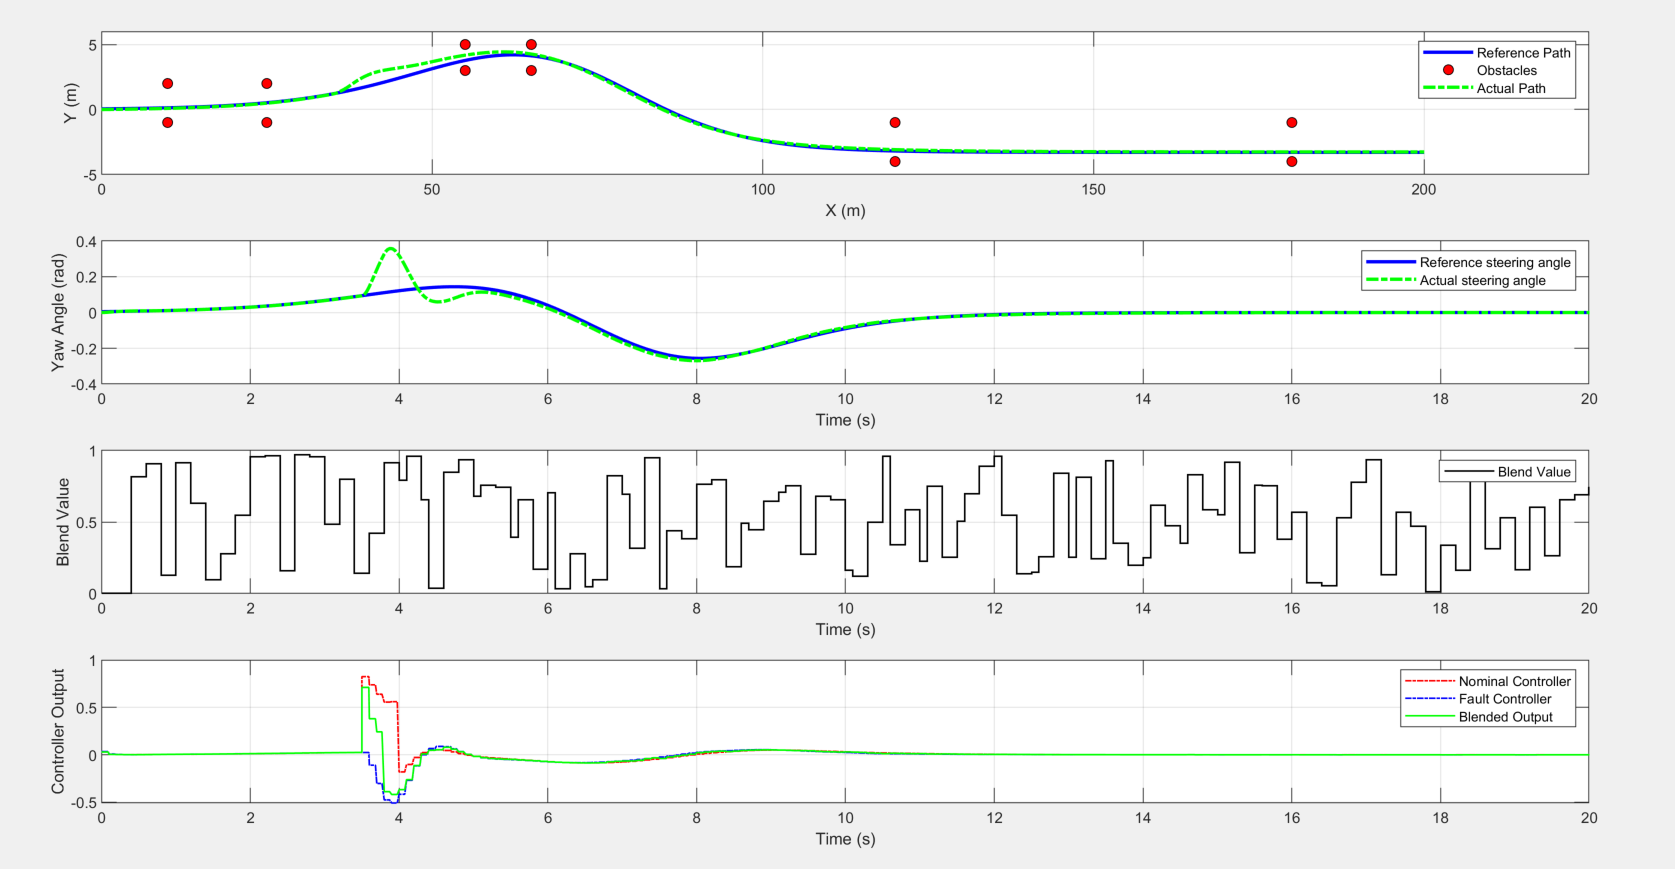 5
0
-5
Y (m)
0 50 100 150 200
X (m)
Reference Path
Obstacles
Actual Path
0.4
0.2
0
-0.2
-0.4
Yaw Angle (rad)
0 2 4 6 8 10 12 14 16 18 20
Time (s)
Reference steering angle
Actual steering angle
1
0.5
0
Blend Value
0 2 4 6 8 10 12 14 16 18 20
Time (s)
Blend Value
1
0.5
0
-0.5
Controller Output
0 2 4 6 8 10 12 14 16 18 20
Time (s)
Nominal Controller
Fault Controller
Blended Output